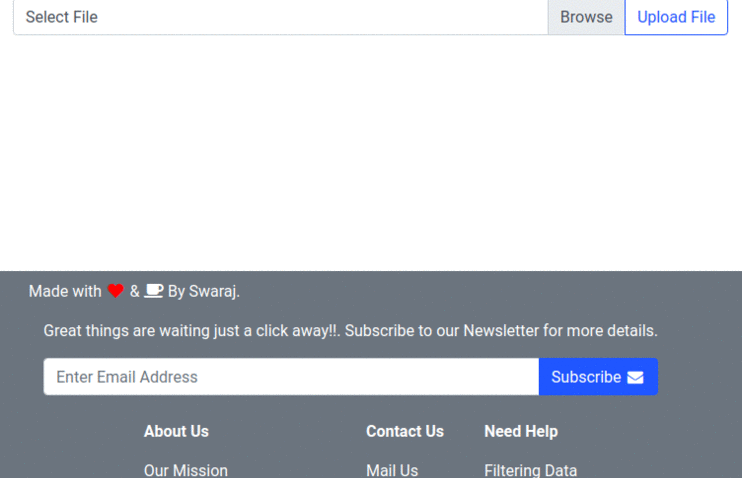 Select File Browse Upload File
Made with & By Swaraj.
Great things are waiting just a click away!!. Subscribe to our Newsletter for more details.
Enter Email Address Subscribe
About Us Contact Us Need Help
Our Mission Mail Us Filtering Data